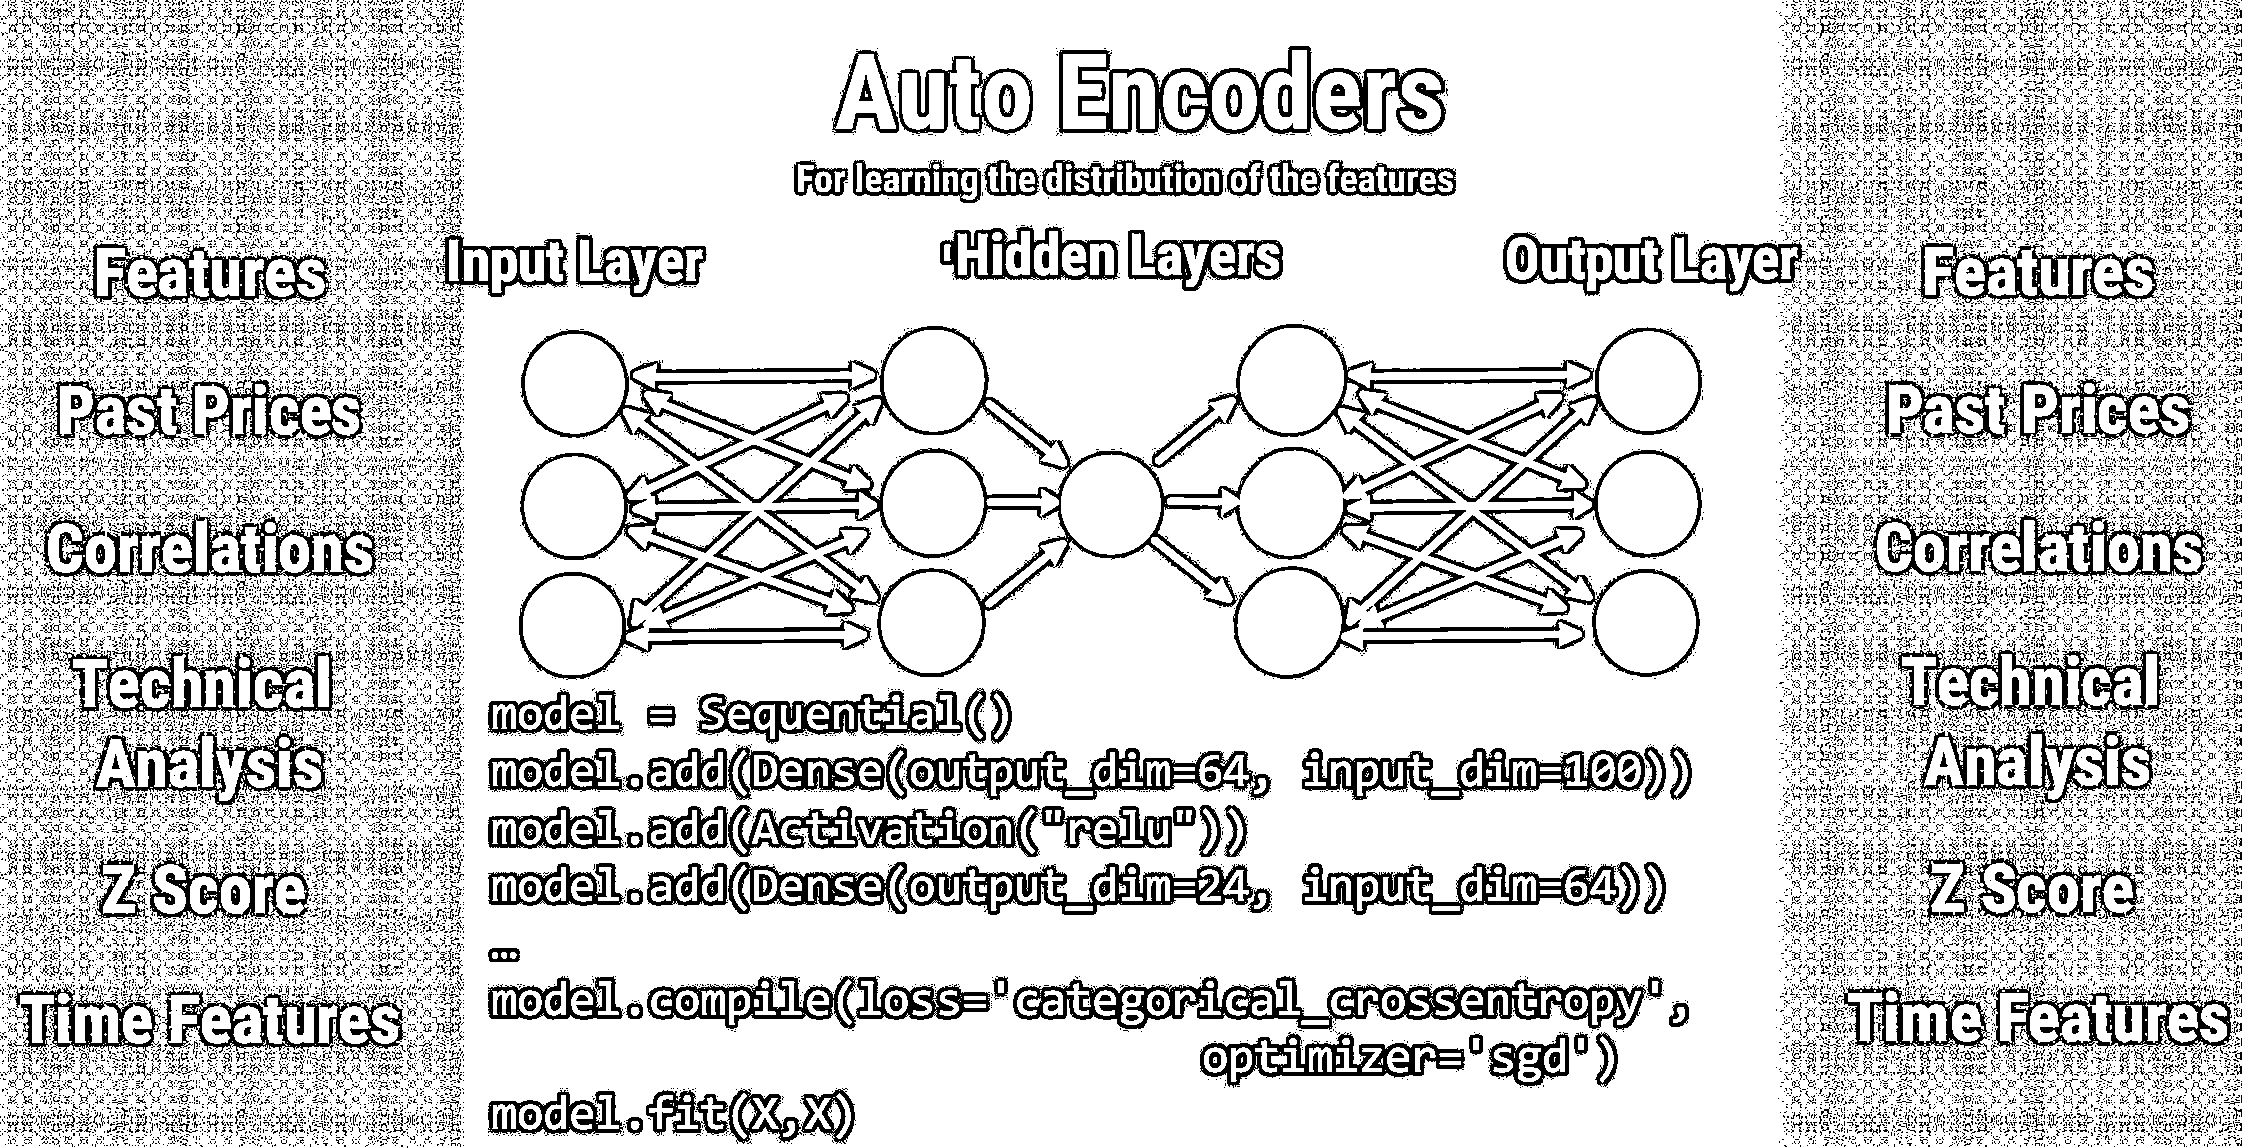 Auto Encoders
For learning the distribution of the features
Features
Input Layer
Hidden Layers
Output Layer
Features
Past Prices
Past Prices
Correlations
Correlations
Technical
Analysis
Technical
Analysis
Z Score
Z Score
Time Features
Time Features
model = Sequential()
model.add(Dense(output_dim=64, input_dim=100))
model.add(Activation("relu"))
model.add(Dense(output_dim=24, input_dim=64))
…
model.compile(loss='categorical_crossentropy',
optimizer='sgd')
model.fit(X,X)